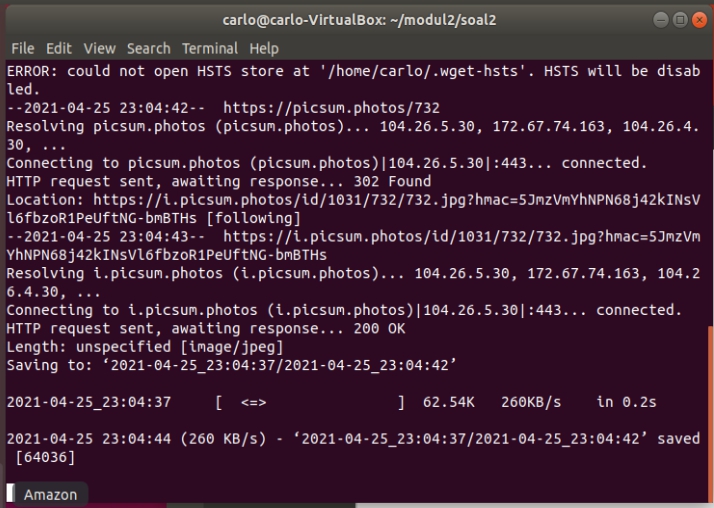 carlo@carlo-VirtualBox: ~/modul2/soal2
File Edit View Search Terminal Help
ERROR: could not open HSTS store at '/home/carlo/.wget-hsts'. HSTS will be disab
led.
--2021-04-25 23:04:42--  https://picsum.photos/732
Resolving picsum.photos (picsum.photos)... 104.26.5.30, 172.67.74.163, 104.26.4.
30, ...
Connecting to picsum.photos (picsum.photos)|104.26.5.30|:443... connected.
HTTP request sent, awaiting response... 302 Found
Location: https://i.picsum.photos/id/1031/732/732.jpg?hmac=5JmzVmYhNPN68j42kINsV
l6fbzoR1PeUftNG-bmBTHs [following]
--2021-04-25 23:04:43--  https://i.picsum.photos/id/1031/732/732.jpg?hmac=5JmzVm
YhNPN68j42kINsVl6fbzoR1PeUftNG-bmBTHs
Resolving i.picsum.photos (i.picsum.photos)... 104.26.5.30, 172.67.74.163, 104.2
6.4.30, ...
Connecting to i.picsum.photos (i.picsum.photos)|104.26.5.30|:443... connected.
HTTP request sent, awaiting response... 200 OK
Length: unspecified [image/jpeg]
Saving to: ‘2021-04-25_23:04:37/2021-04-25_23:04:42’
2021-04-25_23:04:37     [  <=>                ]  62.54K   260KB/s    in 0.2s
2021-04-25 23:04:44 (260 KB/s) - ‘2021-04-25_23:04:37/2021-04-25_23:04:42’ saved
[64036]
Amazon